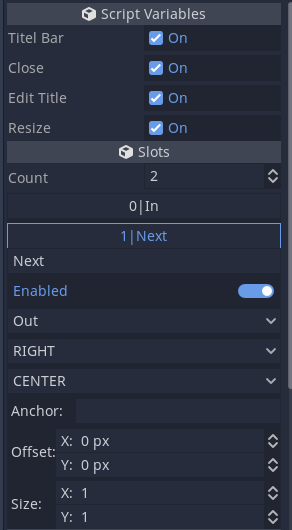 Script Variables
Titel Bar On
Close On
Edit Title On
Resize On
Slots
Count 2
0|In
1|Next
Next
Enabled
Out
RIGHT
CENTER
Anchor:
Offset: X: 0 px
Y: 0 px
Size: X: 1
Y: 1